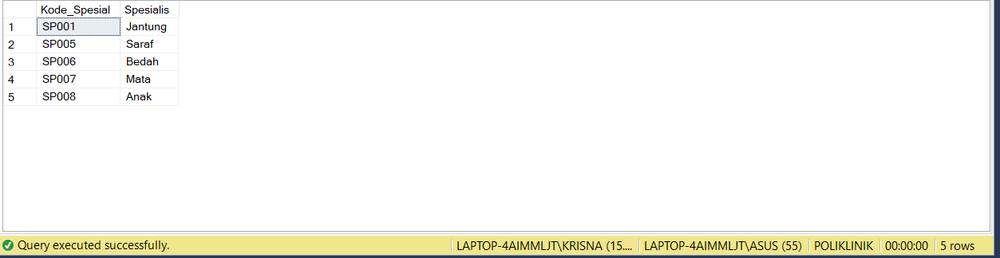 Kode_Spesial Spesialis
1 SP001 Jantung
2 SP005 Saraf
3 SP006 Bedah
4 SP007 Mata
5 SP008 Anak
Query executed successfully. LAPTOP-4AIMMLJT\KRISNA (15.... LAPTOP-4AIMMLJT\ASUS (55) POLIKLINIK 00:00:00 5 rows